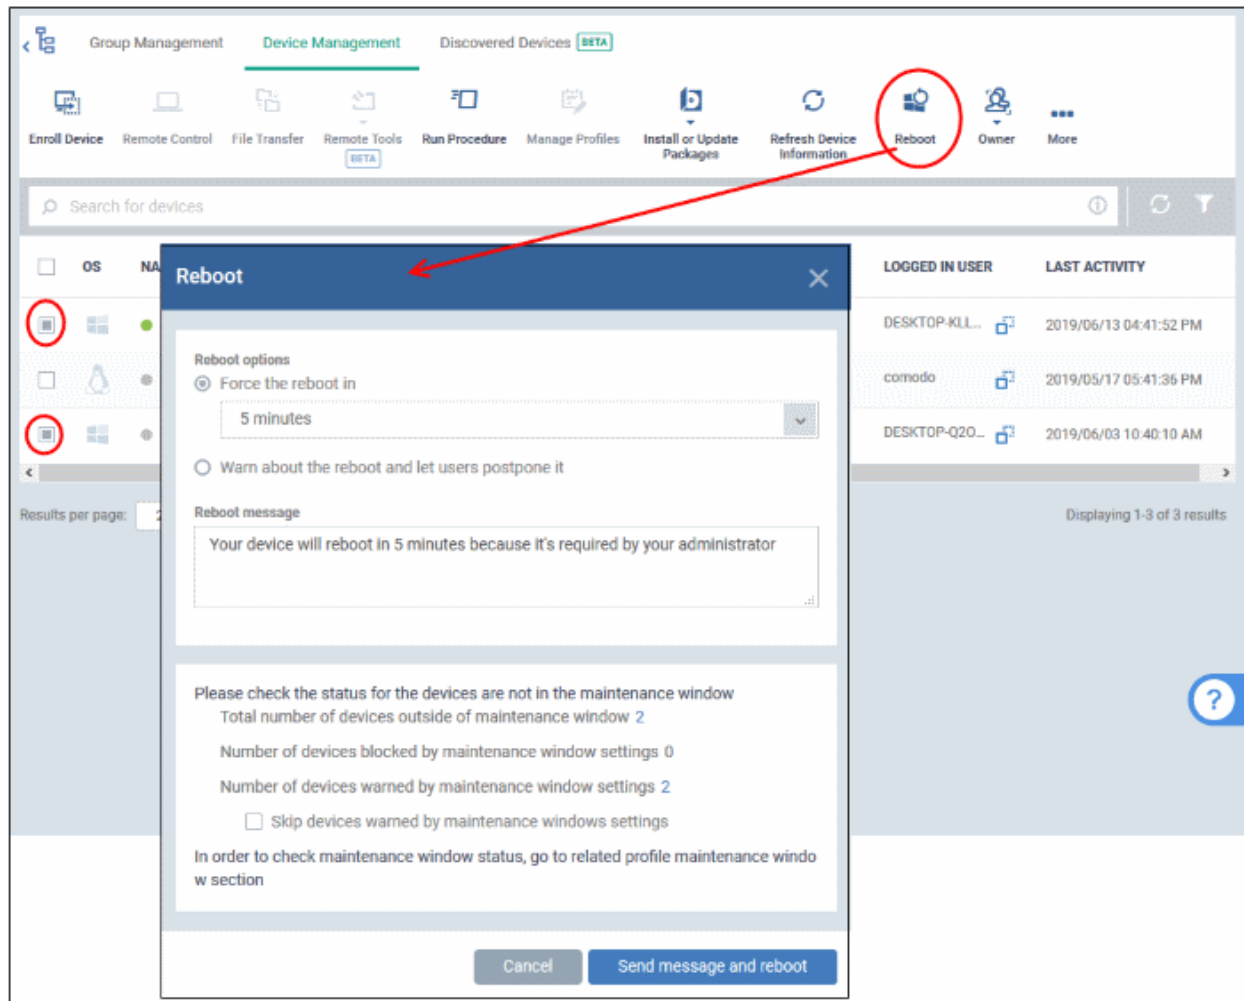 Group Management
Device Management
Discovered Devices BETA
Enroll Device
Remote Control
File Transfer
Remote Tools
BETA
Run Procedure
Manage Profiles
Install or Update
Packages
Refresh Device
Information
Reboot
Owner
More
Search for devices
OS
NA
LOGGED IN USER
LAST ACTIVITY
DESKTOP-KLL...
2019/06/13 04:41:52 PM
comodo
2019/05/17 05:41:36 PM
DESKTOP-Q2O...
2019/06/03 10:40:10 AM
Results per page:
2
Displaying 1-3 of 3 results
Reboot
Reboot options
Force the reboot in
5 minutes
Warn about the reboot and let users postpone it
Reboot message
Your device will reboot in 5 minutes because it's required by your administrator
Please check the status for the devices are not in the maintenance window
Total number of devices outside of maintenance window 2
Number of devices blocked by maintenance window settings 0
Number of devices warned by maintenance window settings 2
Skip devices warned by maintenance windows settings
In order to check maintenance window status, go to related profile maintenance windo
w section
Cancel
Send message and reboot
?